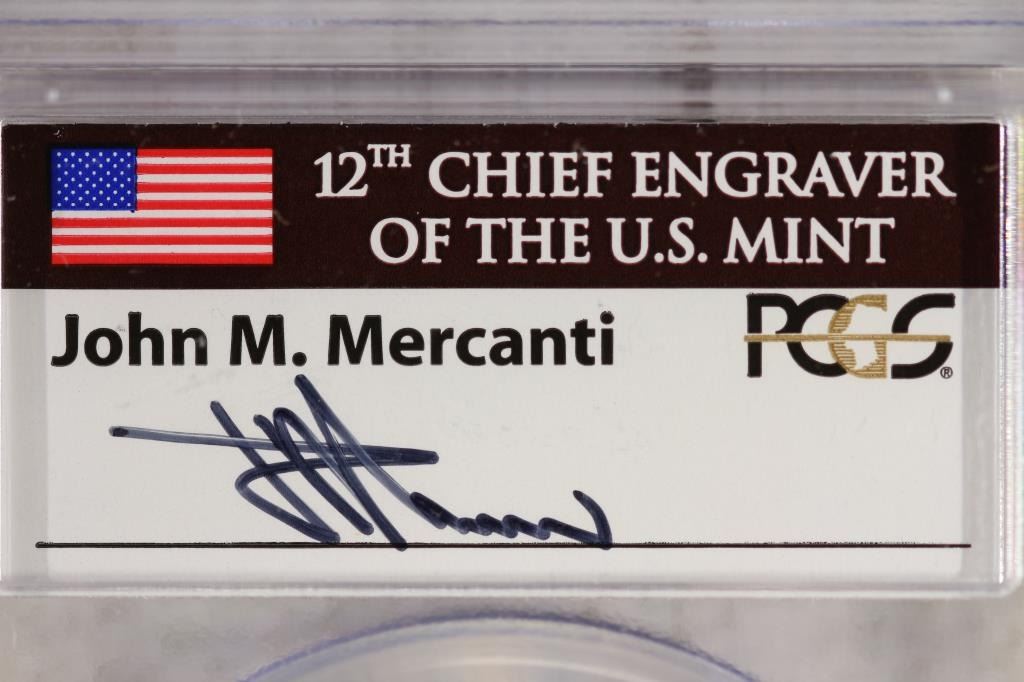 12TH CHIEF ENGRAVER
OF THE U.S. MINT
John M. Mercanti
PCGS®